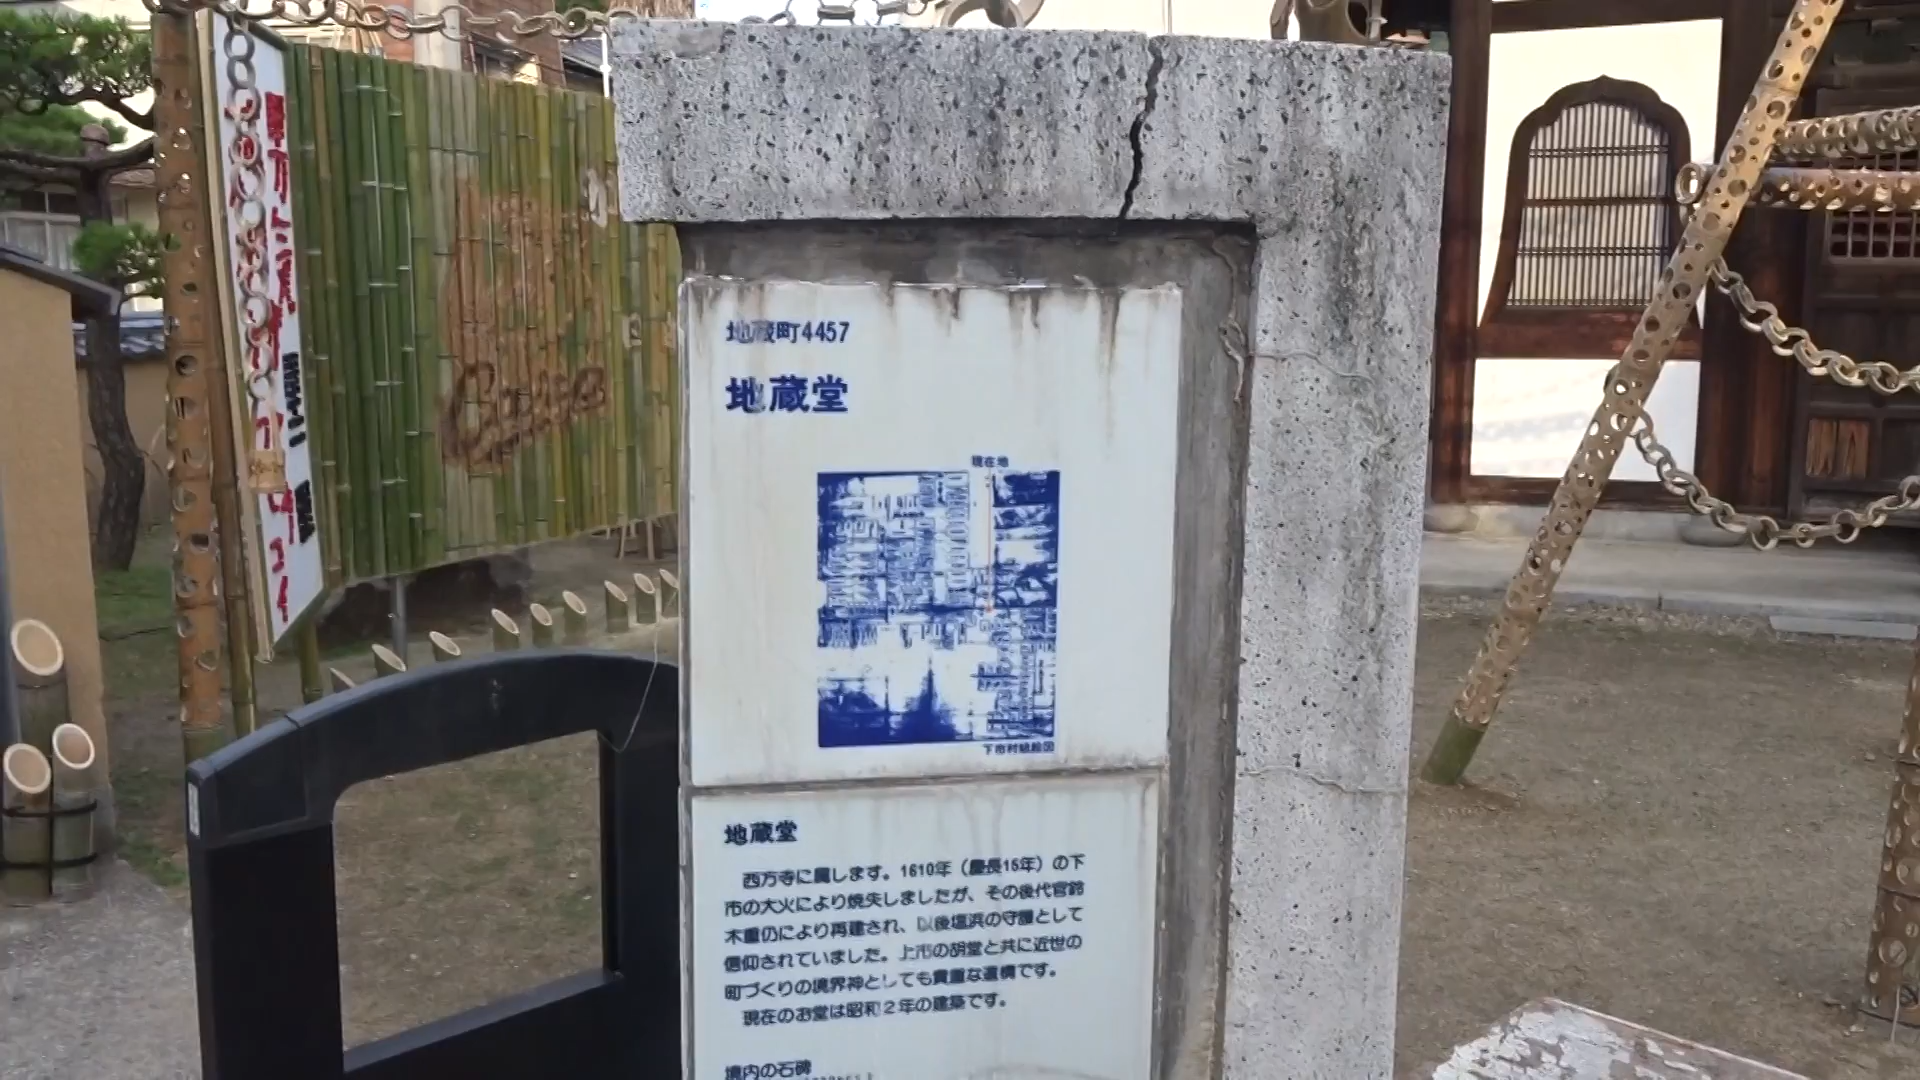 地蔵町4457
地蔵堂
現在地
下市村絵図
地蔵堂
西方寺に属します。1610年（慶長15年）の下
市の大火により焼失しましたが、その後代官鈴
木重仍により再建され、以後塩浜の守護として
信仰されていました。上市の胡堂と共に近世の
町づくりの境界神としても貴重な遺構です。
現在のお堂は昭和２年の建築です。
境内の石碑